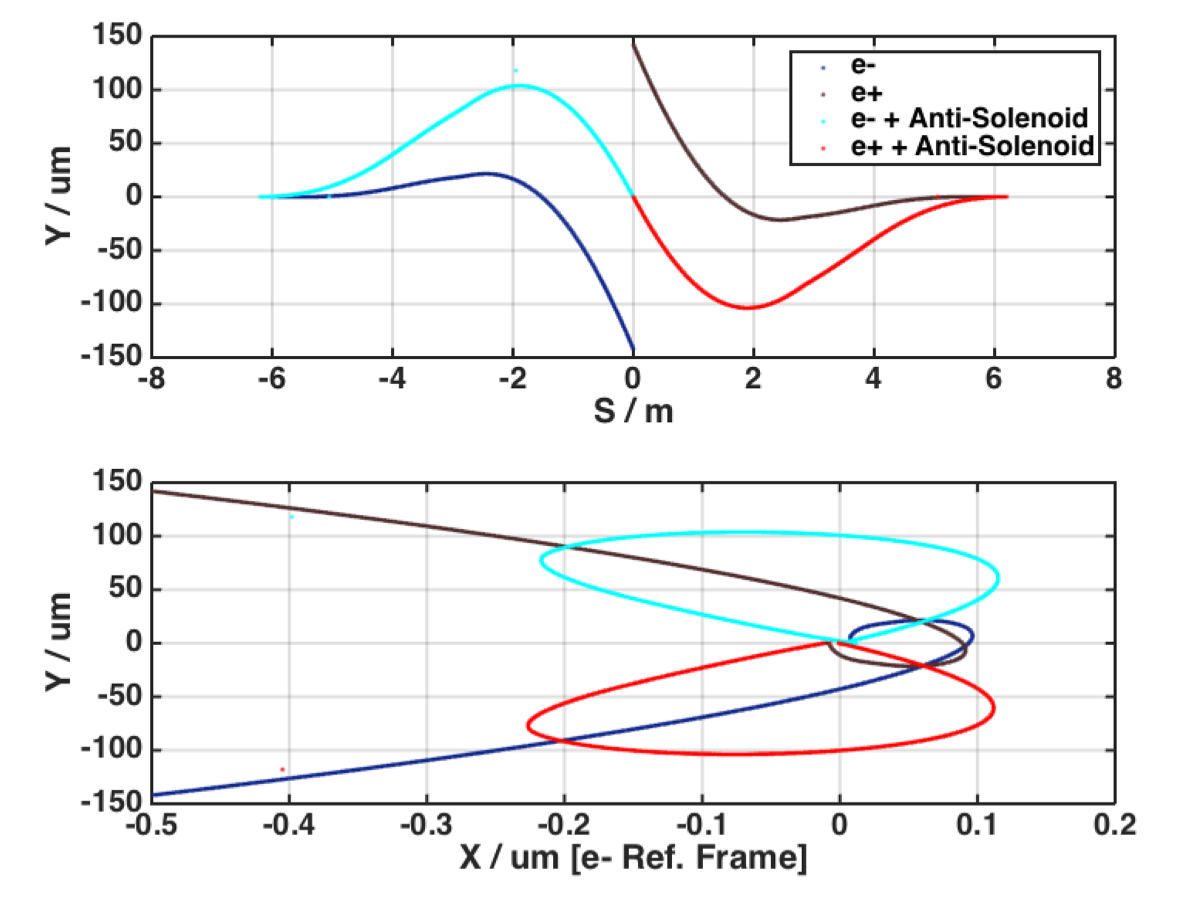 150
100
50
0
-50
-100
-150
Y / um
e-
e+
e- + Anti-Solenoid
e+ + Anti-Solenoid
-8 -6 -4 -2 0 2 4 6 8
S / m
150
100
50
0
-50
-100
-150
Y / um
-0.5 -0.4 -0.3 -0.2 -0.1 0 0.1 0.2
X / um [e- Ref. Frame]